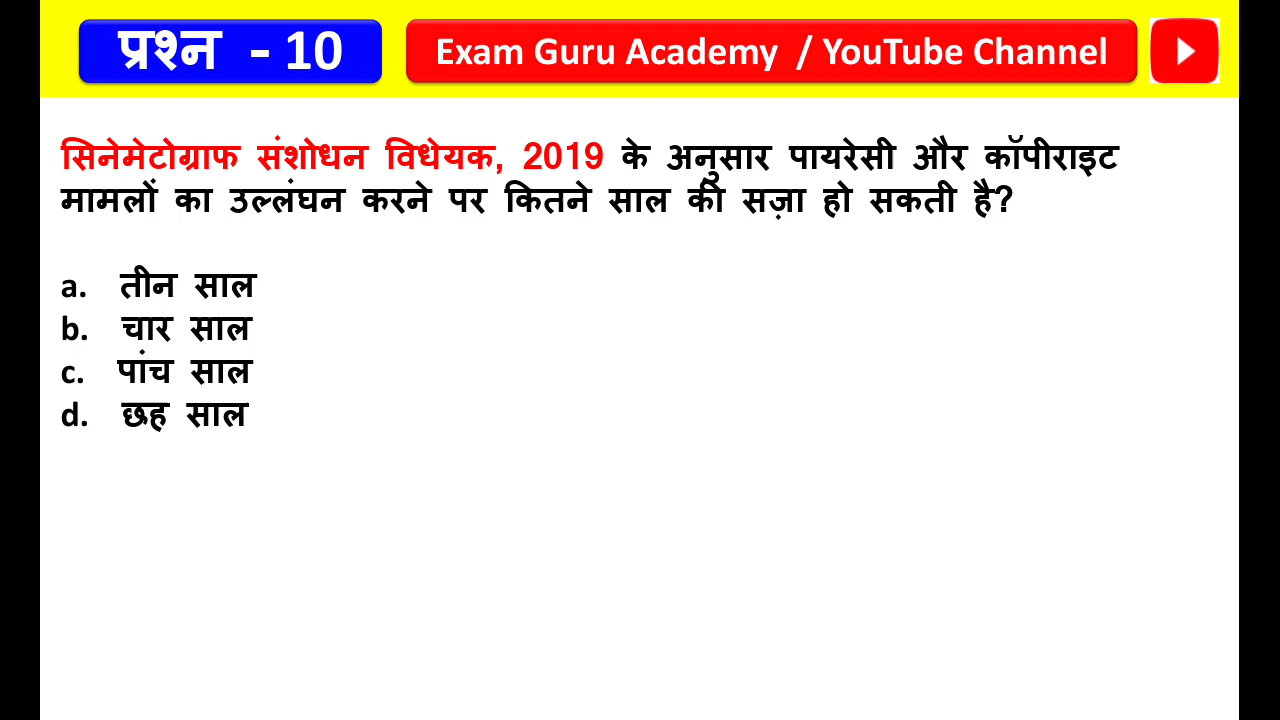 प्रश्न - 10 Exam Guru Academy / YouTube Channel
सिनेमेटोग्राफ संशोधन विधेयक, 2019 के अनुसार पायरेसी और कॉपीराइट
मामलों का उल्लंघन करने पर कितने साल की सज़ा हो सकती है?
a. तीन साल
b. चार साल
c. पांच साल
d. छह साल